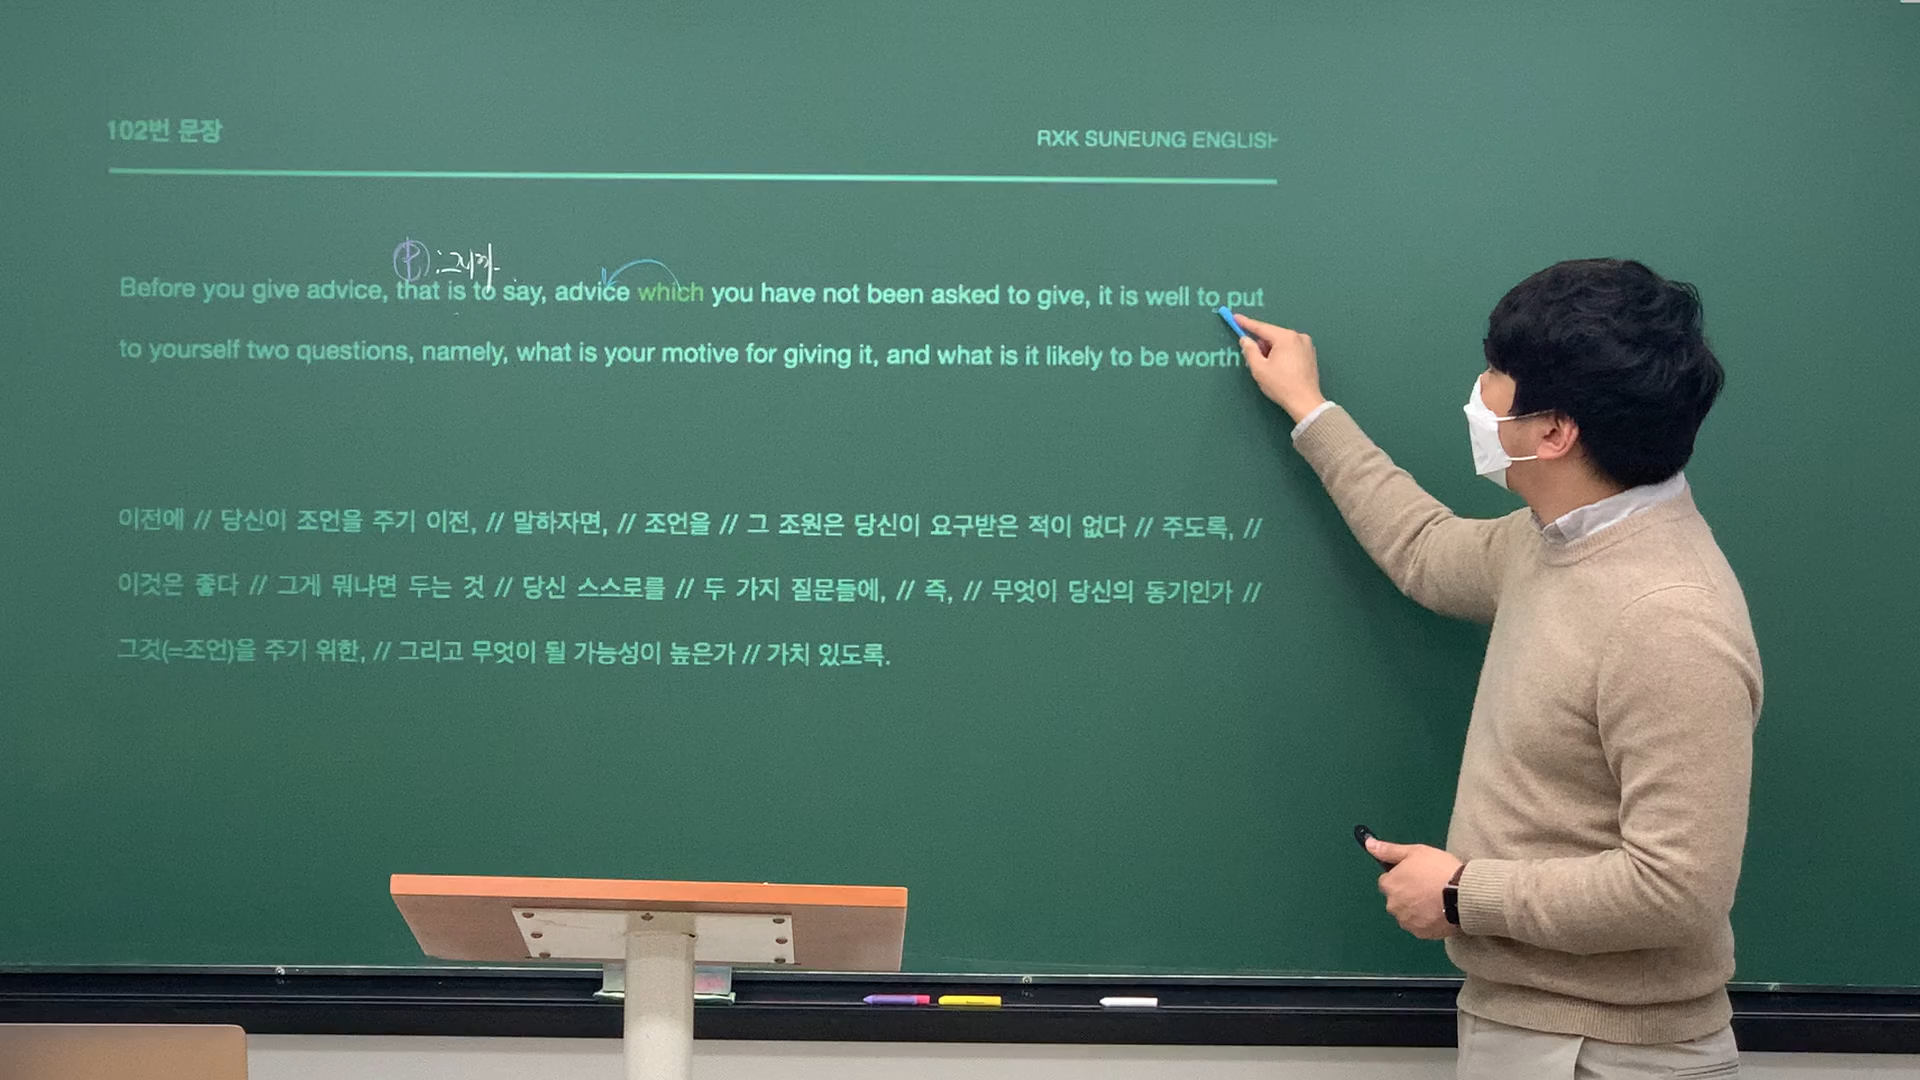 102번 문장
RXK SUNEUNG ENGLISH
: 그니까
Before you give advice, that is to say, advice which you have not been asked to give, it is well to put
to yourself two questions, namely, what is your motive for giving it, and what is it likely to be worth
이전에 // 당신이 조언을 주기 이전, // 말하자면, // 조언을 // 그 조원은 당신이 요구받은 적이 없다 // 주도록, //
이것은 좋다 // 그게 뭐냐면 두는 것 // 당신 스스로를 // 두 가지 질문들에, // 즉, // 무엇이 당신의 동기인가 //
그것(=조언)을 주기 위한, // 그리고 무엇이 될 가능성이 높은가 // 가치 있도록.